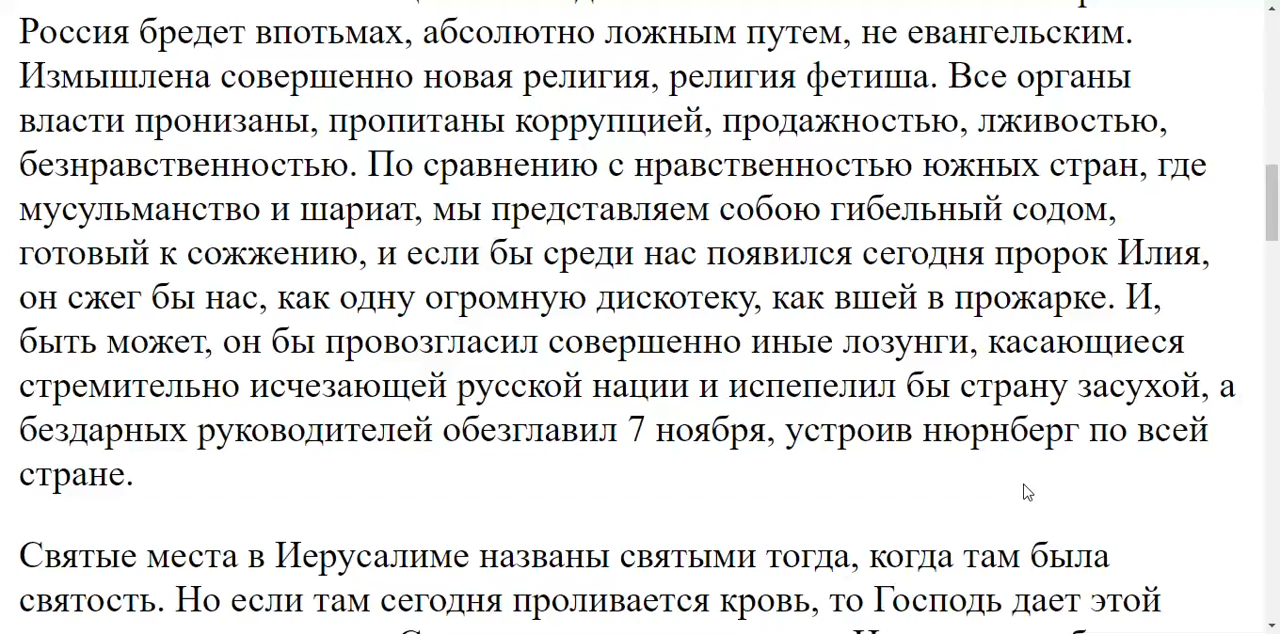 Россия бредет впотьмах, абсолютно ложным путем, не евангельским.
Измышлена совершенно новая религия, религия фетиша. Все органы
власти пронизаны, пропитаны коррупцией, продажностью, лживостью,
безнравственностью. По сравнению с нравственностью южных стран, где
мусульманство и шариат, мы представляем собою гибельный содом,
готовый к сожжению, и если бы среди нас появился сегодня пророк Илия,
он сжег бы нас, как одну огромную дискотеку, как вшей в прожарке. И,
быть может, он бы провозгласил совершенно иные лозунги, касающиеся
стремительно исчезающей русской нации и испепелил бы страну засухой, а
бездарных руководителей обезглавил 7 ноября, устроив нюрнберг по всей
стране.
Святые места в Иерусалиме названы святыми тогда, когда там была
святость. Но если там сегодня проливается кровь, то Господь дает этой